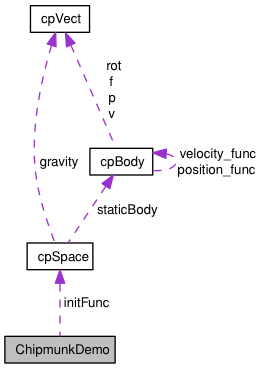 cpVect
rot
f
p
v
gravity
cpBody
velocity_func
position_func
staticBody
cpSpace
initFunc
ChipmunkDemo